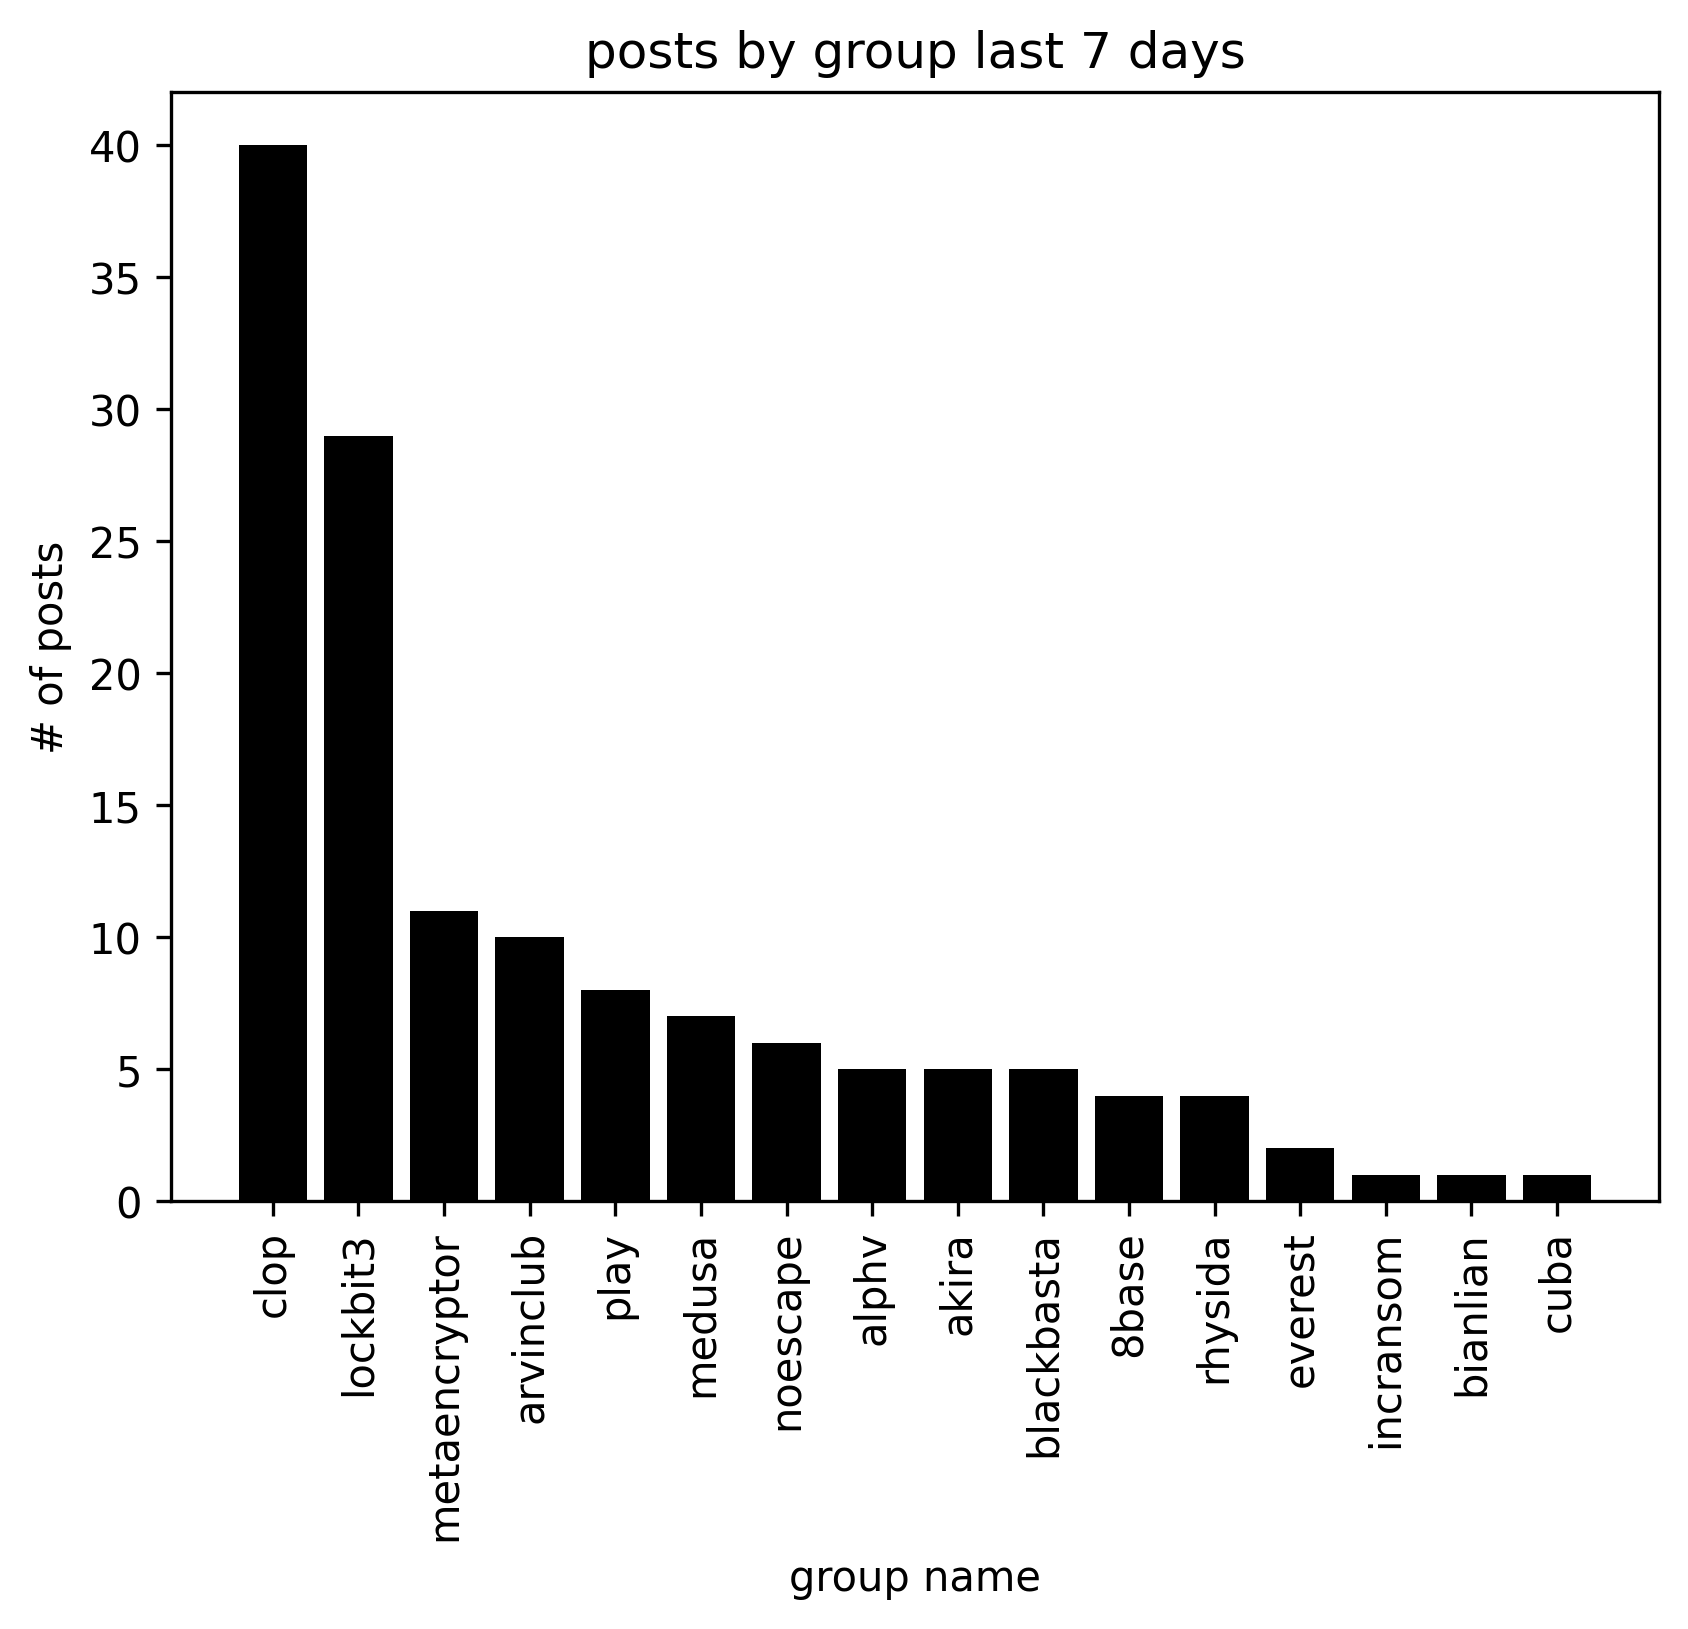 posts by group last 7 days
# of posts
40
35
30
25
20
15
10
5
0
clop
lockbit3
metaencryptor
arvinclub
play
medusa
noescape
alphv
akira
blackbasta
8base
rhysida
everest
incransom
bianlian
cuba
group name